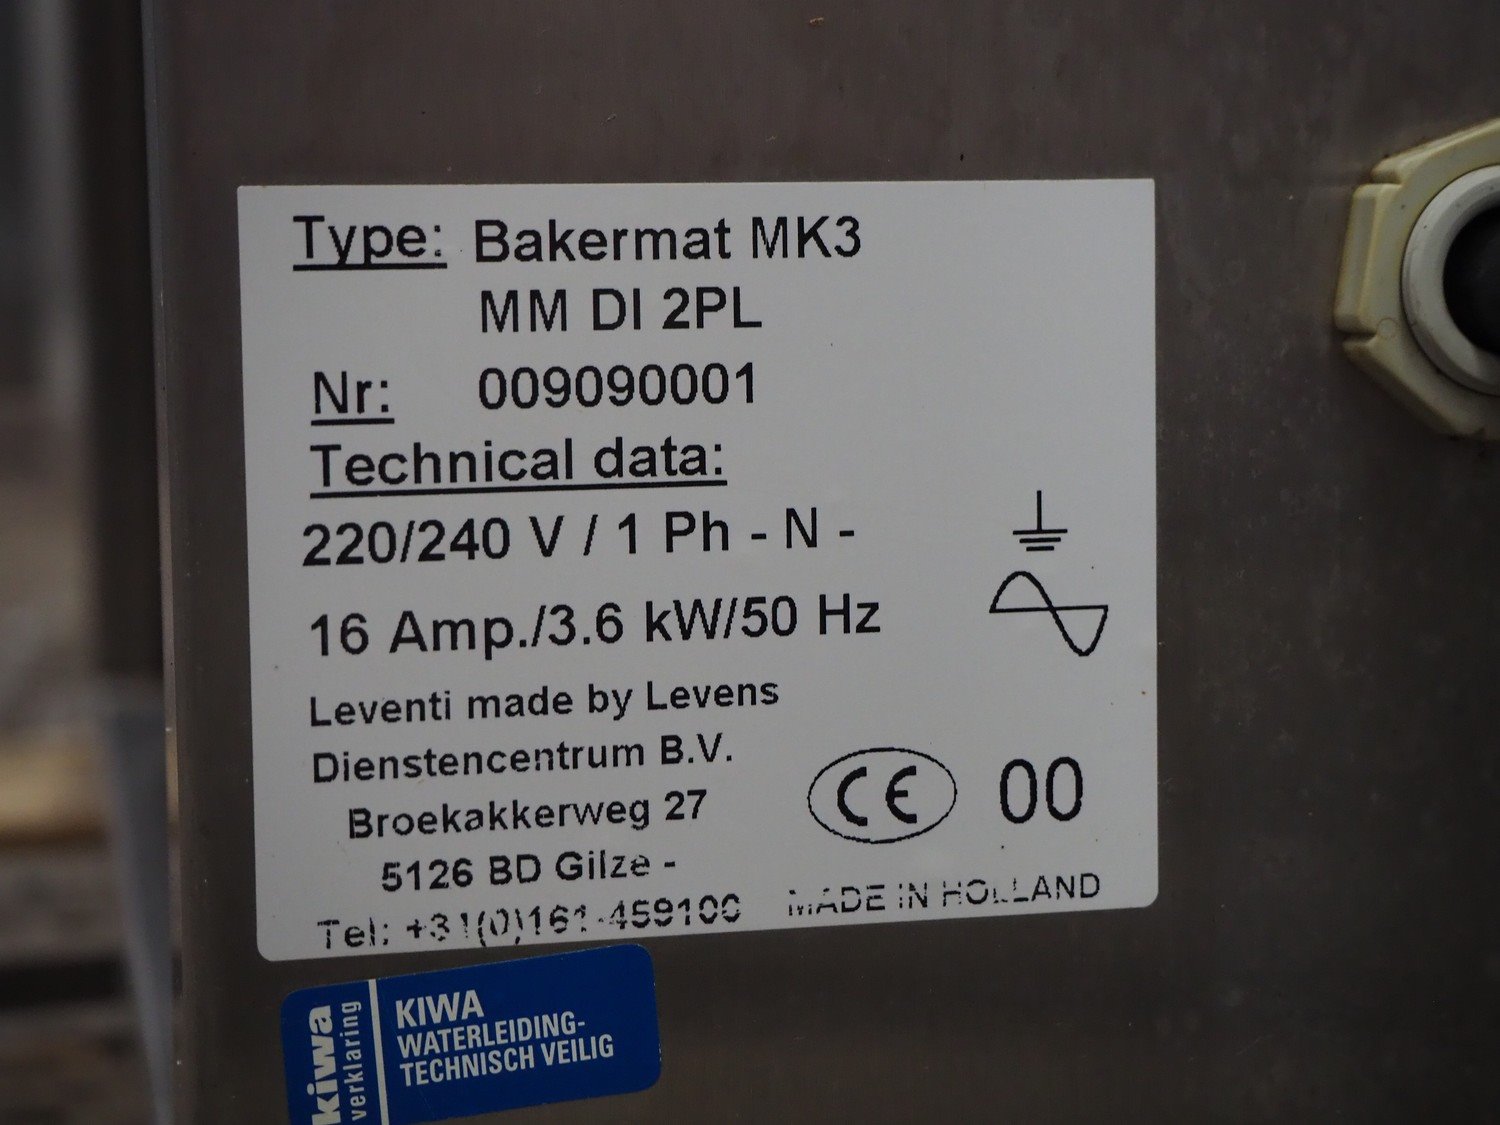 Type: Bakermat MK3
MM DI 2PL
Nr: 009090001
Technical data:
220/240 V / 1 Ph - N -
16 Amp./3.6 kW/50 Hz
Leventi made by Levens
Dienstencentrum B.V.
Broekakkerweg 27
5126 BD Gilze -
Tel: +31(0)161-459100
CE 00
MADE IN HOLLAND
kiwa
verklaring
KIWA
WATERLEIDING-
TECHNISCH VEILIG